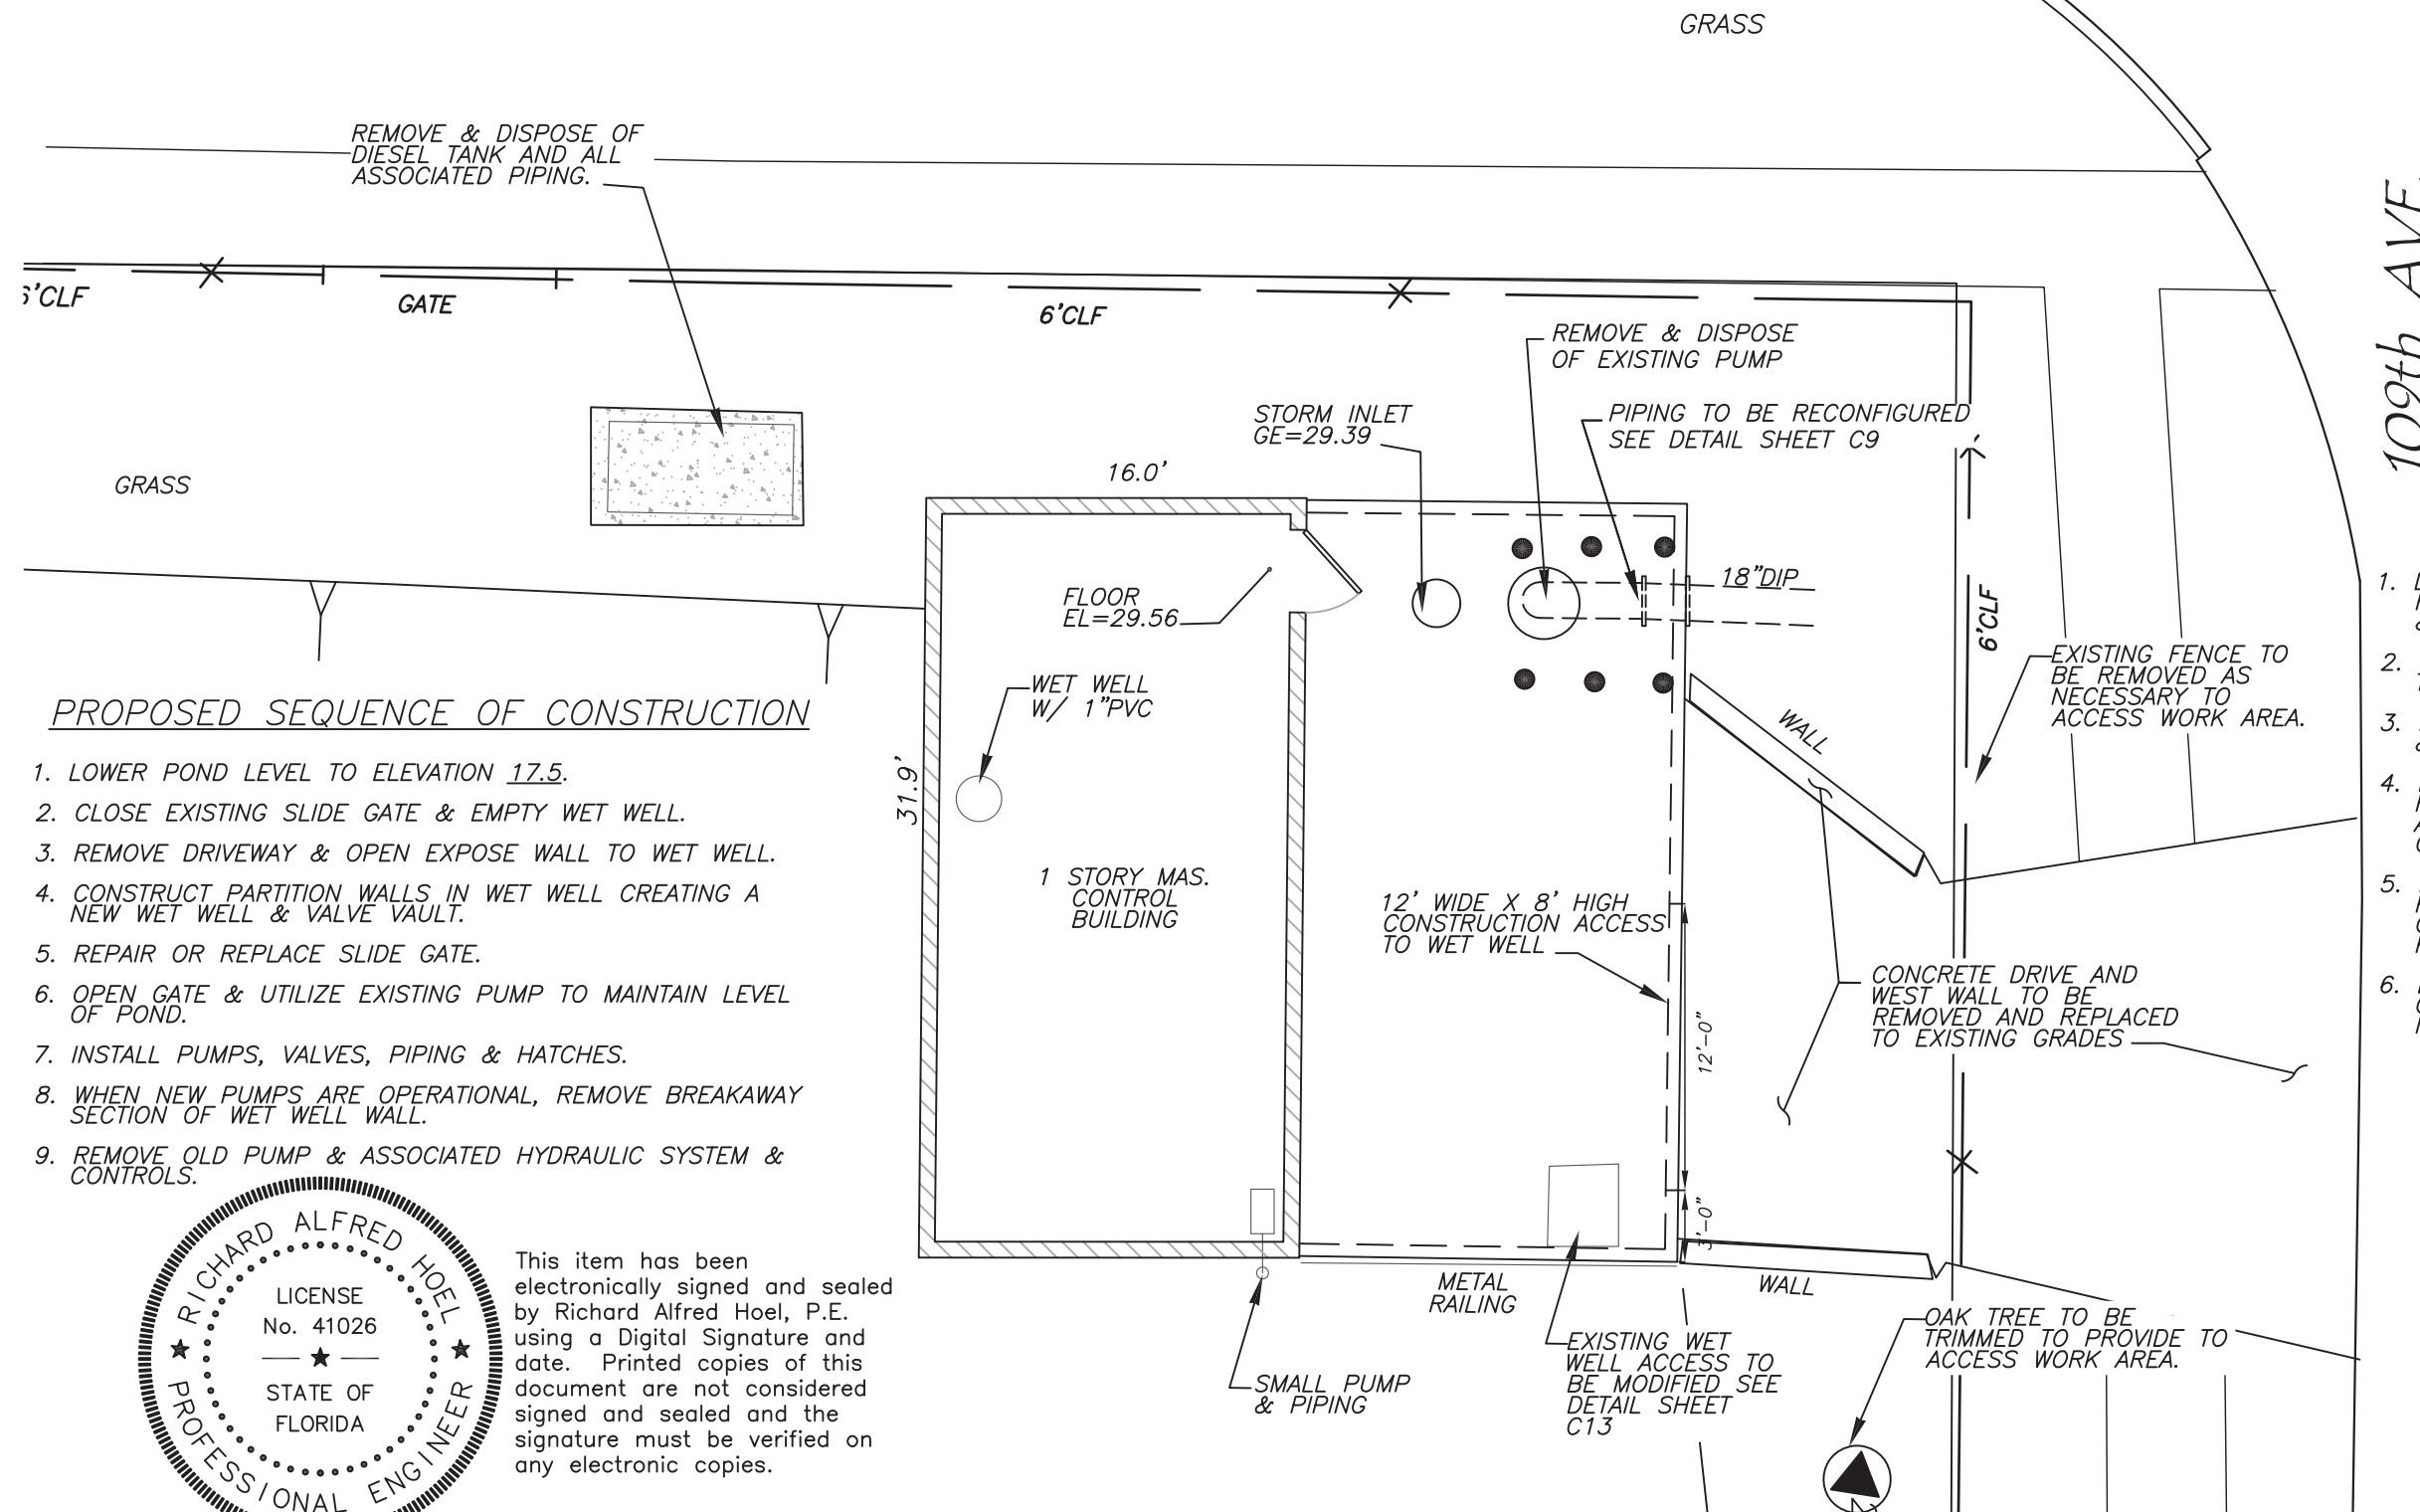 GRASS
REMOVE & DISPOSE OF
DIESEL TANK AND ALL
ASSOCIATED PIPING.
6'CLF
GATE
6'CLF
REMOVE & DISPOSE
OF EXISTING PUMP
STORM INLET
GE=29.39
PIPING TO BE RECONFIGURED
SEE DETAIL SHEET C9
109th AVE.
GRASS
16.0'
18"DIP
FLOOR
EL=29.56
6'CLF
EXISTING FENCE TO
BE REMOVED AS
NECESSARY TO
ACCESS WORK AREA.
WET WELL
W/ 1"PVC
WALL
31.9'
PROPOSED SEQUENCE OF CONSTRUCTION
1. LOWER POND LEVEL TO ELEVATION 17.5.
2. CLOSE EXISTING SLIDE GATE & EMPTY WET WELL.
3. REMOVE DRIVEWAY & OPEN EXPOSE WALL TO WET WELL.
4. CONSTRUCT PARTITION WALLS IN WET WELL CREATING A
NEW WET WELL & VALVE VAULT.
5. REPAIR OR REPLACE SLIDE GATE.
6. OPEN GATE & UTILIZE EXISTING PUMP TO MAINTAIN LEVEL
OF POND.
7. INSTALL PUMPS, VALVES, PIPING & HATCHES.
8. WHEN NEW PUMPS ARE OPERATIONAL, REMOVE BREAKAWAY
SECTION OF WET WELL WALL.
9. REMOVE OLD PUMP & ASSOCIATED HYDRAULIC SYSTEM &
CONTROLS.
1 STORY MAS.
CONTROL
BUILDING
12' WIDE X 8' HIGH
CONSTRUCTION ACCESS
TO WET WELL
12'-0"
3'-0"
CONCRETE DRIVE AND
WEST WALL TO BE
REMOVED AND REPLACED
TO EXISTING GRADES
METAL
RAILING
WALL
SMALL PUMP
& PIPING
EXISTING WET
WELL ACCESS TO
BE MODIFIED SEE
DETAIL SHEET
C13
OAK TREE TO BE
TRIMMED TO PROVIDE TO
ACCESS WORK AREA.
RICHARD ALFRED HOEL
LICENSE
No. 41026
STATE OF
FLORIDA
PROFESSIONAL ENGINEER
This item has been
electronically signed and sealed
by Richard Alfred Hoel, P.E.
using a Digital Signature and
date. Printed copies of this
document are not considered
signed and sealed and the
signature must be verified on
any electronic copies.
1.
2.
3.
4.
5.
6.